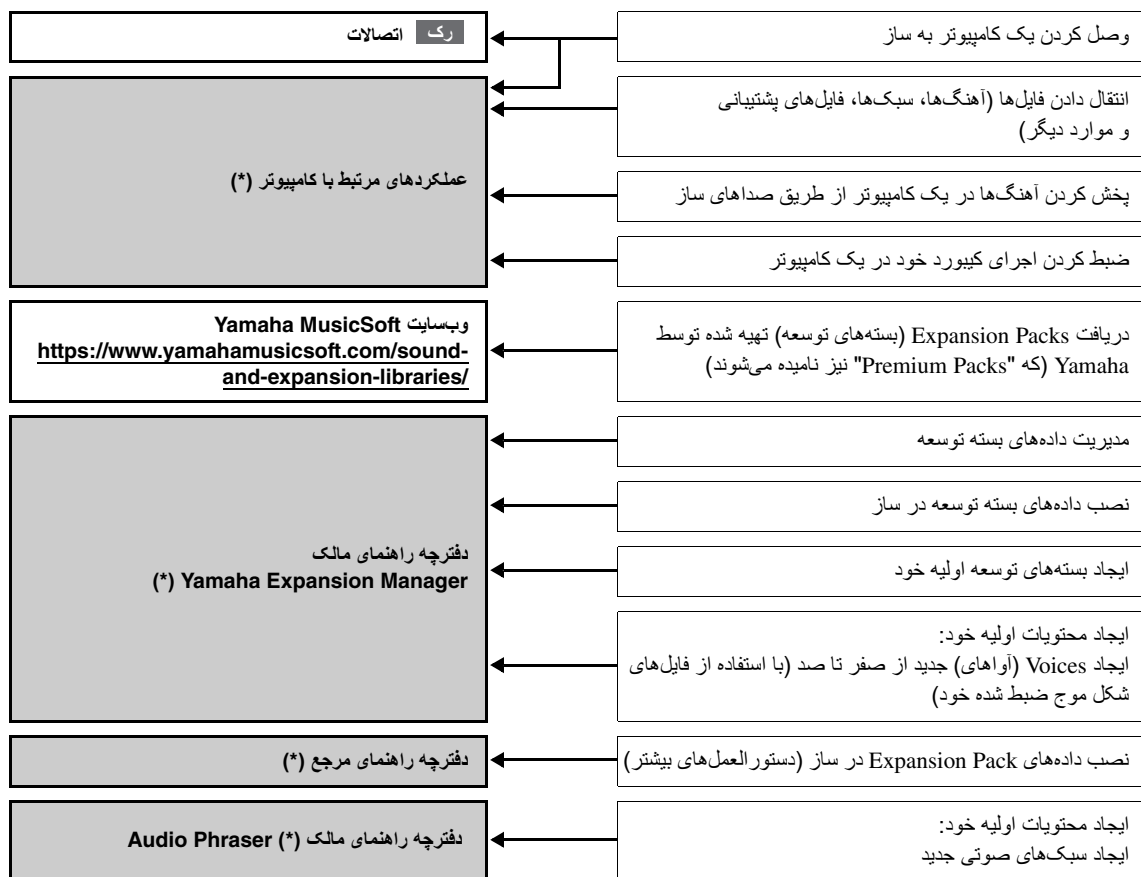 وصل کردن یک کامپیوتر به ساز
رک اتصالات
انتقال دادن فایل‌ها (آهنگ‌ها، سبک‌ها، فایل‌های پشتیبانی
و موارد دیگر)
پخش کردن آهنگ‌ها در یک کامپیوتر از طریق صداهای ساز
ضبط کردن اجرای کیبورد خود در یک کامپیوتر
عملکردهای مرتبط با کامپیوتر (*)
دریافت Expansion Packs (بسته‌های توسعه) تهیه شده توسط
Yamaha (که "Premium Packs" نیز نامیده می‌شوند)
وب‌سایت Yamaha MusicSoft
https://www.yamahamusicsoft.com/sound-
and-expansion-libraries/
مدیریت داده‌های بسته توسعه
نصب داده‌های بسته توسعه در ساز
ایجاد بسته‌های توسعه اولیه خود
ایجاد محتویات اولیه خود:
ایجاد Voices (آواهای) جدید از صفر تا صد (با استفاده از فایل‌های
شکل موج ضبط شده خود)
دفترچه راهنمای مالک
Yamaha Expansion Manager (*)
نصب داده‌های Expansion Pack در ساز (دستورالعمل‌های بیشتر)
دفترچه راهنمای مرجع (*)
ایجاد محتویات اولیه خود:
ایجاد سبک‌های صوتی جدید
دفترچه راهنمای مالک Audio Phraser (*)